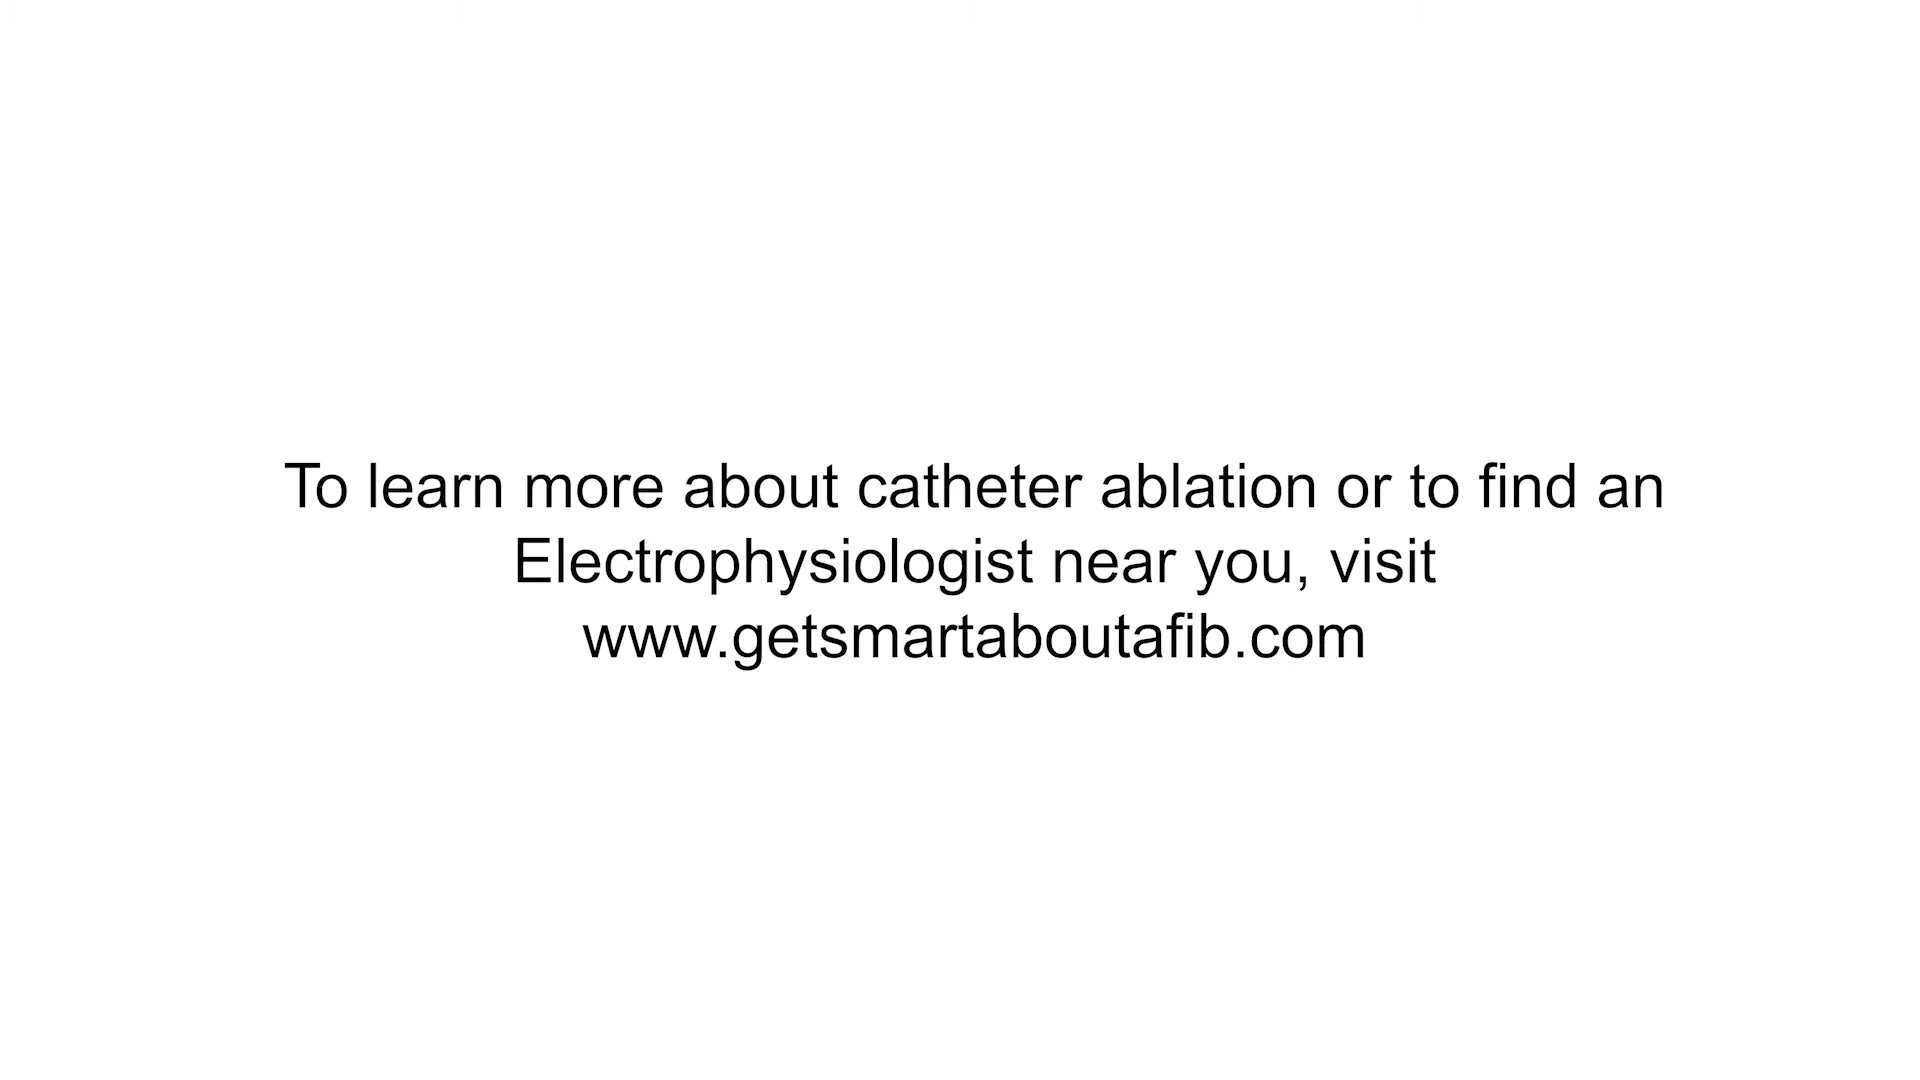 To learn more about catheter ablation or to find an
Electrophysiologist near you, visit
www.getsmartaboutafib.com